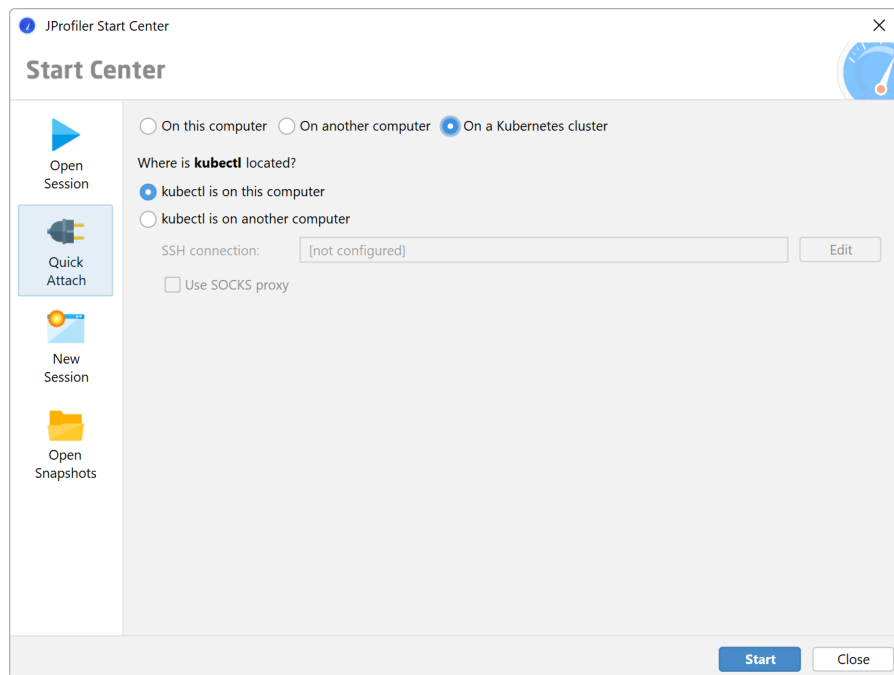 JProfiler Start Center
Start Center
Open
Session
Quick
Attach
New
Session
Open
Snapshots
On this computer On another computer On a Kubernetes cluster
Where is kubectl located?
kubectl is on this computer
kubectl is on another computer
SSH connection: [not configured] Edit
Use SOCKS proxy
Start Close